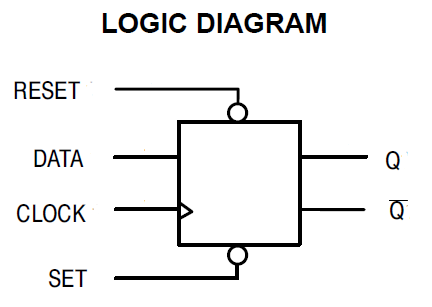 LOGIC DIAGRAM
RESET
DATA
Q
CLOCK
Q̅
SET